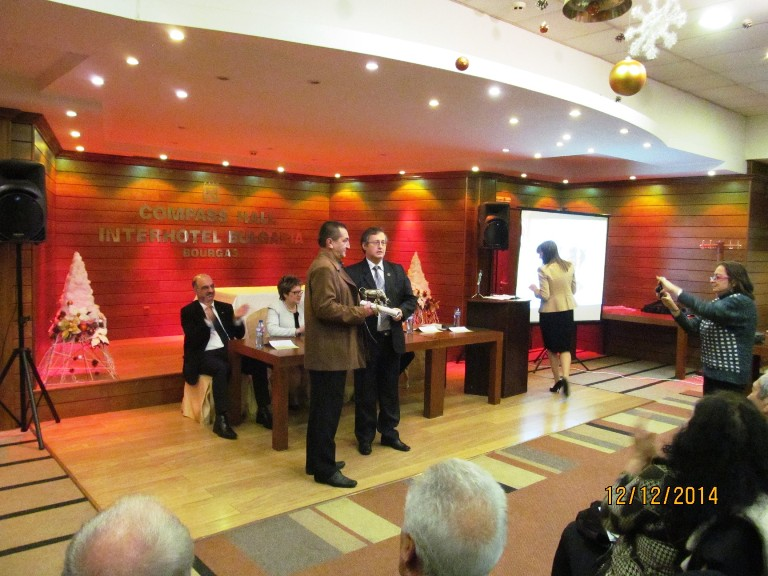 COMPASS HALL
INTERHOTEL BULGARIA
BOURGAS
12/12/2014